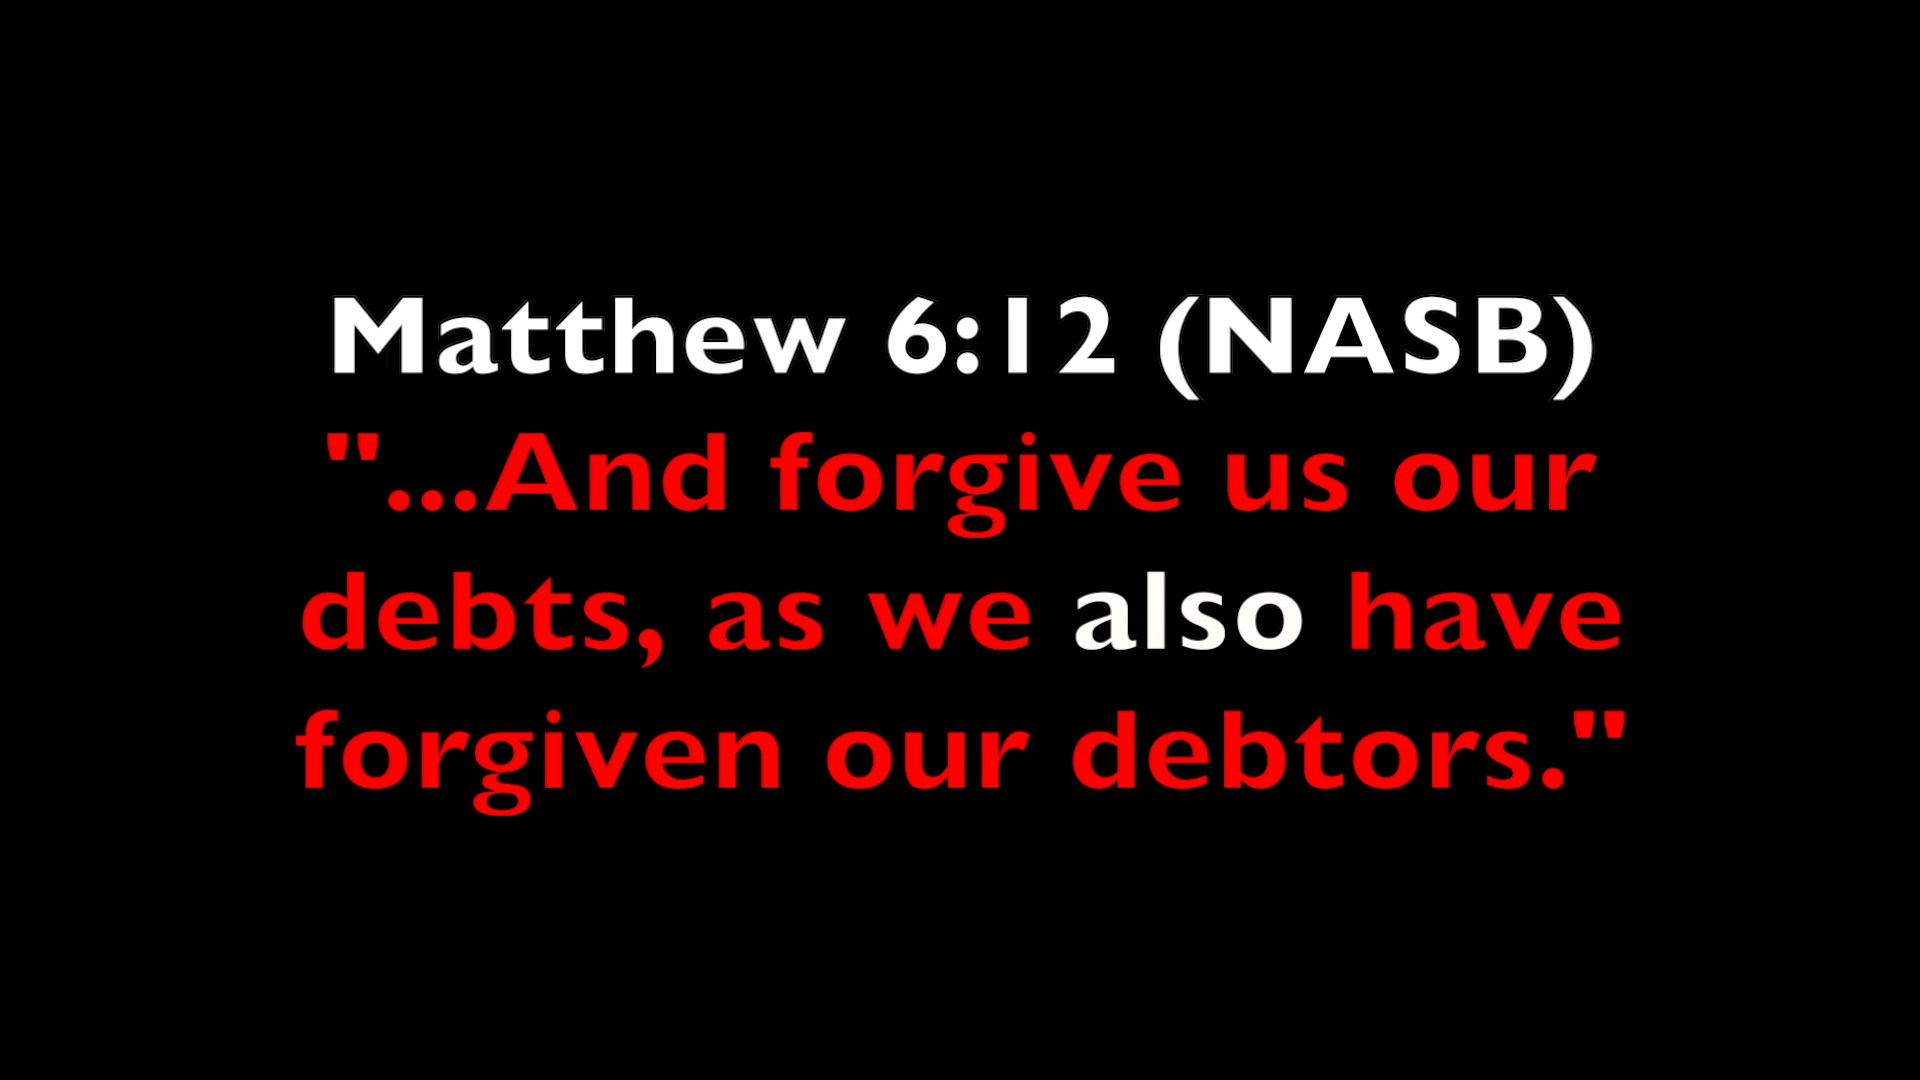 Matthew 6:12 (NASB)
"...And forgive us our
debts, as we also have
forgiven our debtors."